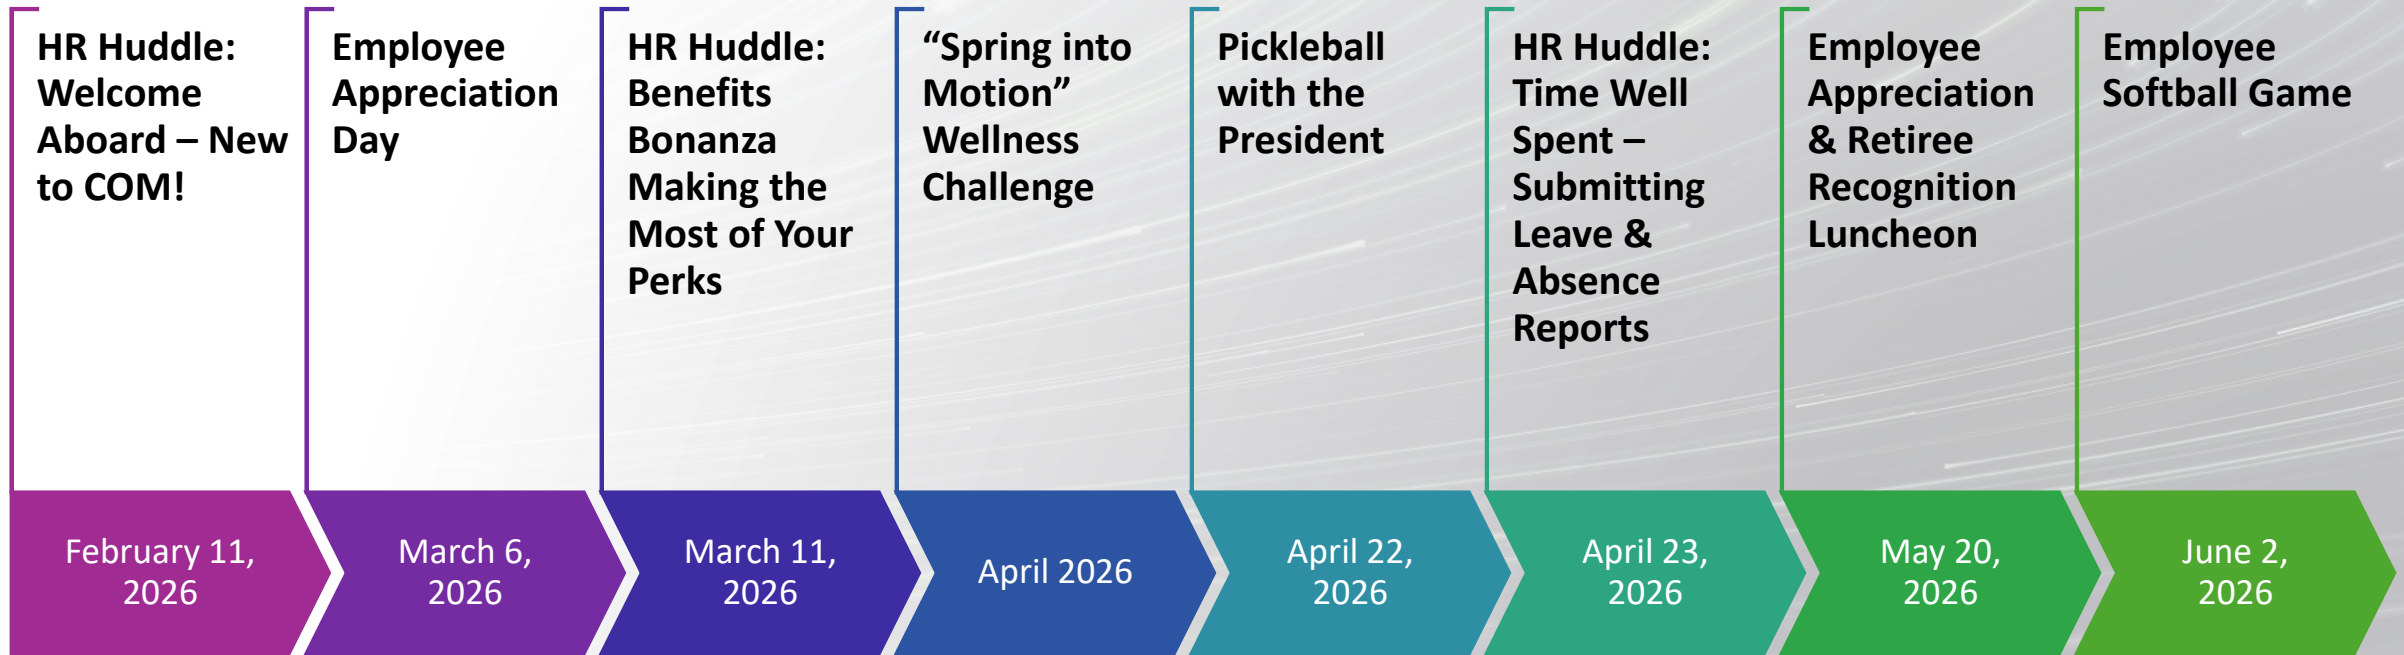 HR Huddle:
Welcome
Aboard – New
to COM!
February 11,
2026
Employee
Appreciation
Day
March 6,
2026
HR Huddle:
Benefits
Bonanza
Making the
Most of Your
Perks
March 11,
2026
“Spring into
Motion”
Wellness
Challenge
April 2026
Pickleball
with the
President
April 22,
2026
HR Huddle:
Time Well
Spent –
Submitting
Leave &
Absence
Reports
April 23,
2026
Employee
Appreciation
& Retiree
Recognition
Luncheon
May 20,
2026
Employee
Softball Game
June 2,
2026